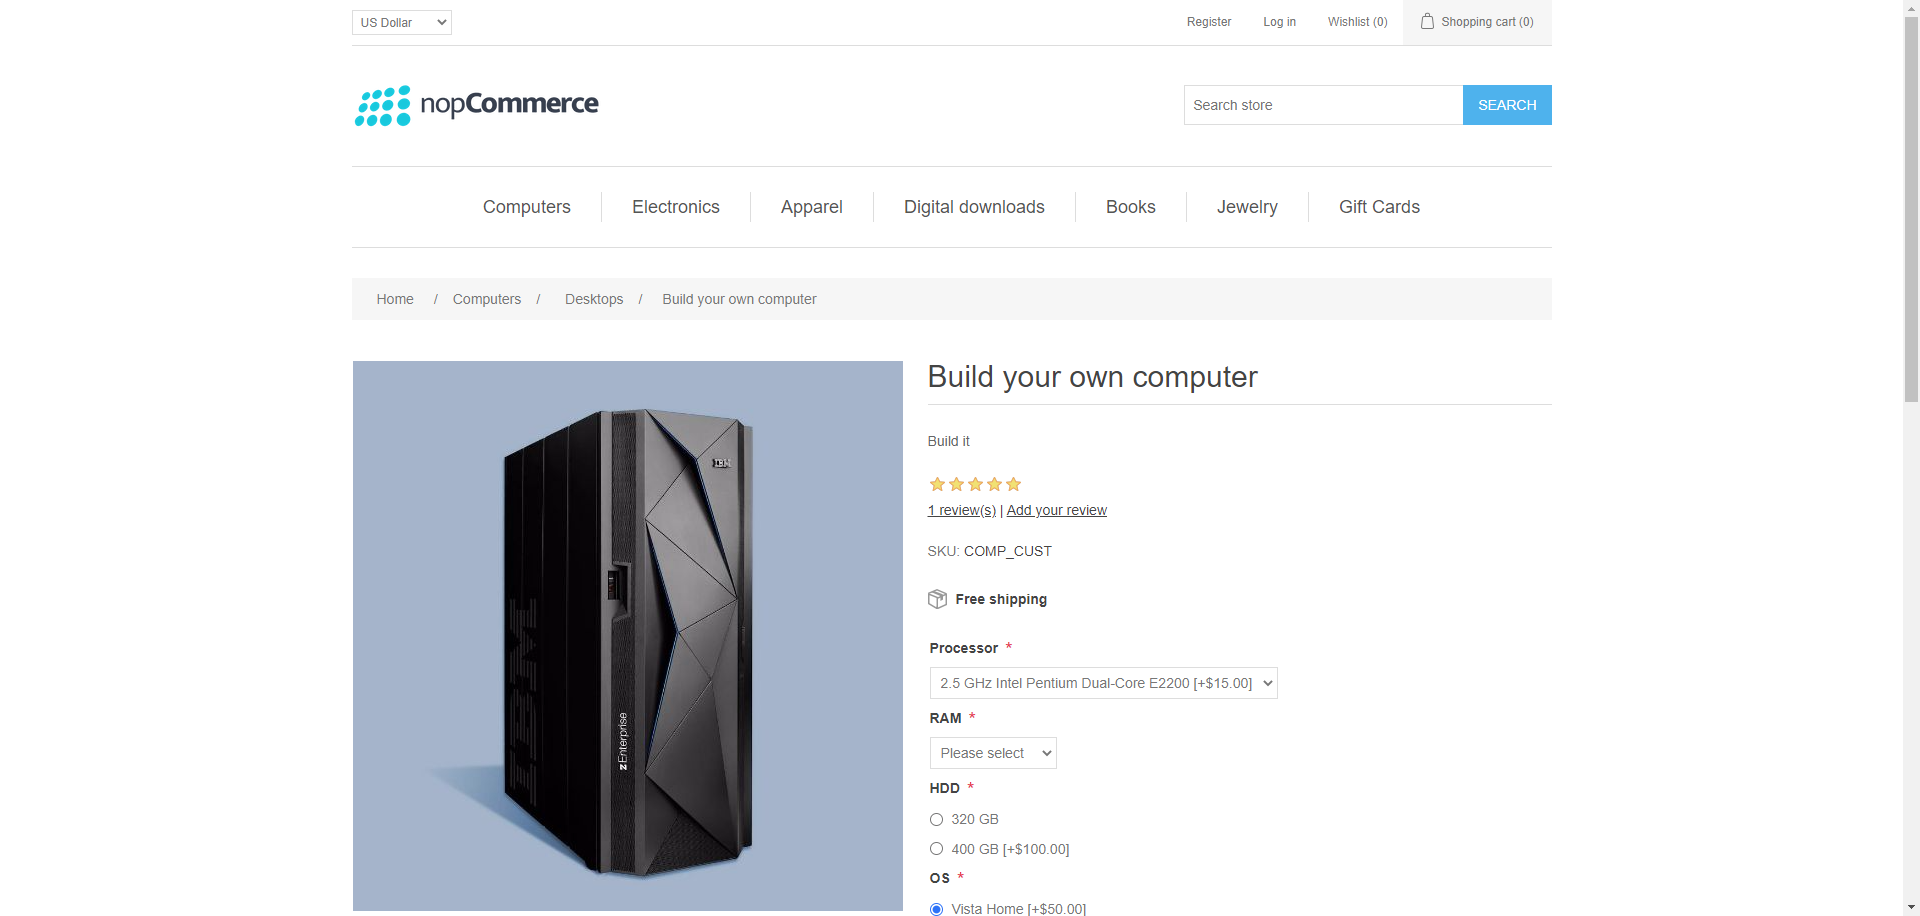 US Dollar
Register
Log in
Wishlist (0)
Shopping cart (0)
nopCommerce
Search store
SEARCH
Computers
Electronics
Apparel
Digital downloads
Books
Jewelry
Gift Cards
Home / Computers / Desktops / Build your own computer
IBM
IBM
zEnterprise
Build your own computer
Build it
1 review(s) | Add your review
SKU: COMP_CUST
Free shipping
Processor *
2.5 GHz Intel Pentium Dual-Core E2200 [+$15.00]
RAM *
Please select
HDD *
320 GB
400 GB [+$100.00]
OS *
Vista Home [+$50.00]